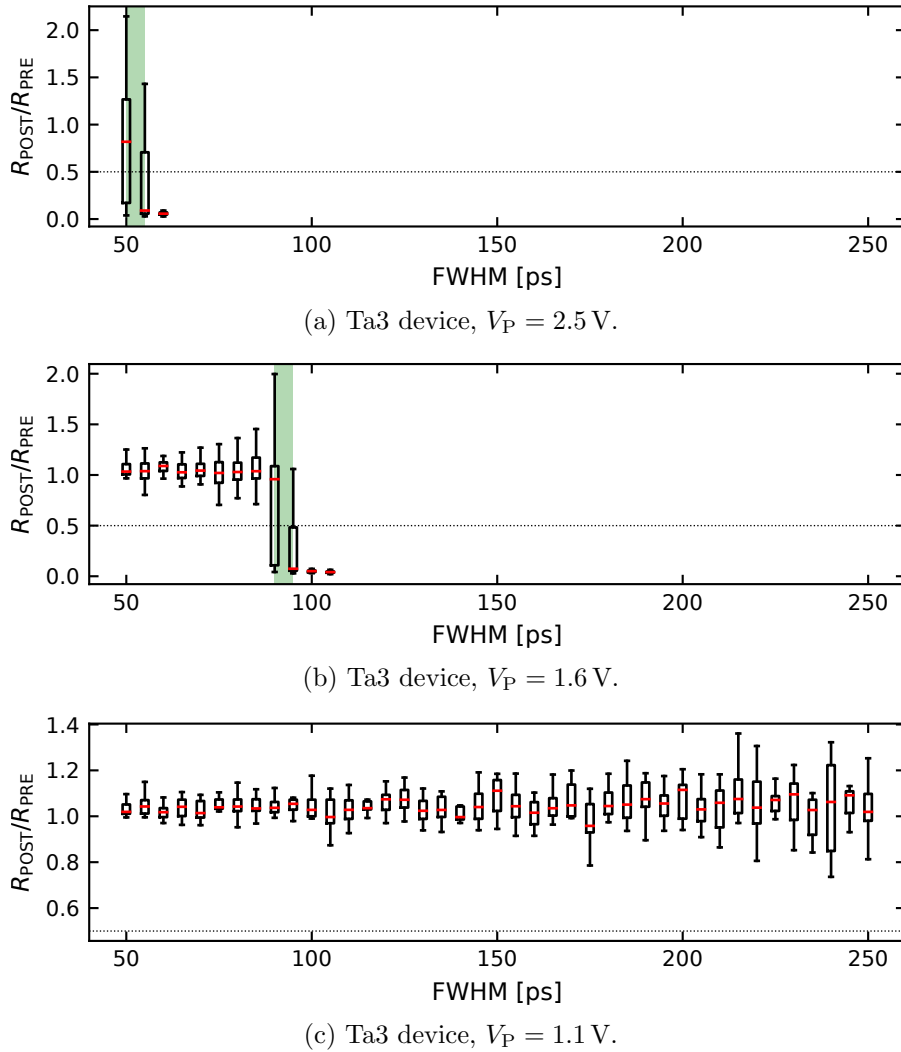 2.0
1.5
1.0
0.5
0.0
R_POST/R_PRE
50 100 150 200 250
FWHM [ps]
(a) Ta3 device, V_P = 2.5 V.
2.0
1.5
1.0
0.5
0.0
R_POST/R_PRE
50 100 150 200 250
FWHM [ps]
(b) Ta3 device, V_P = 1.6 V.
1.4
1.2
1.0
0.8
0.6
R_POST/R_PRE
50 100 150 200 250
FWHM [ps]
(c) Ta3 device, V_P = 1.1 V.